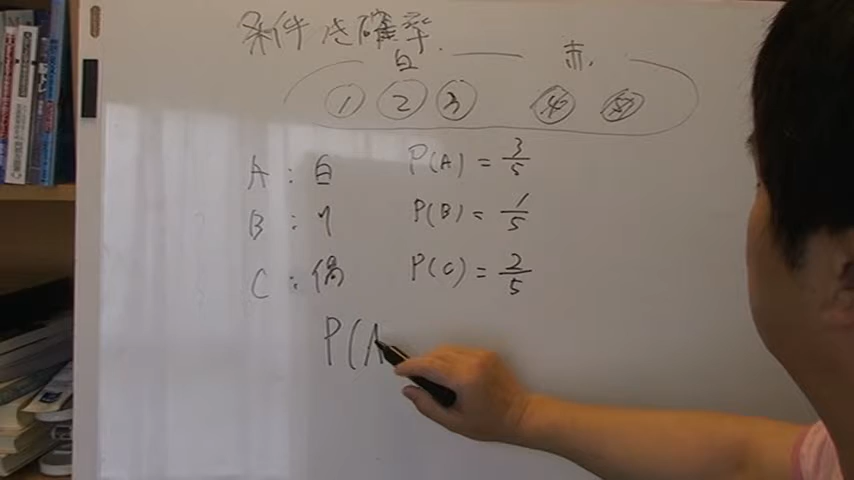 条件付確率.
白 赤.
① ② ③ ④ ⑤
A : 白 P(A) = 3/5
B : 1 P(B) = 1/5
C : 偶 P(C) = 2/5
P(A